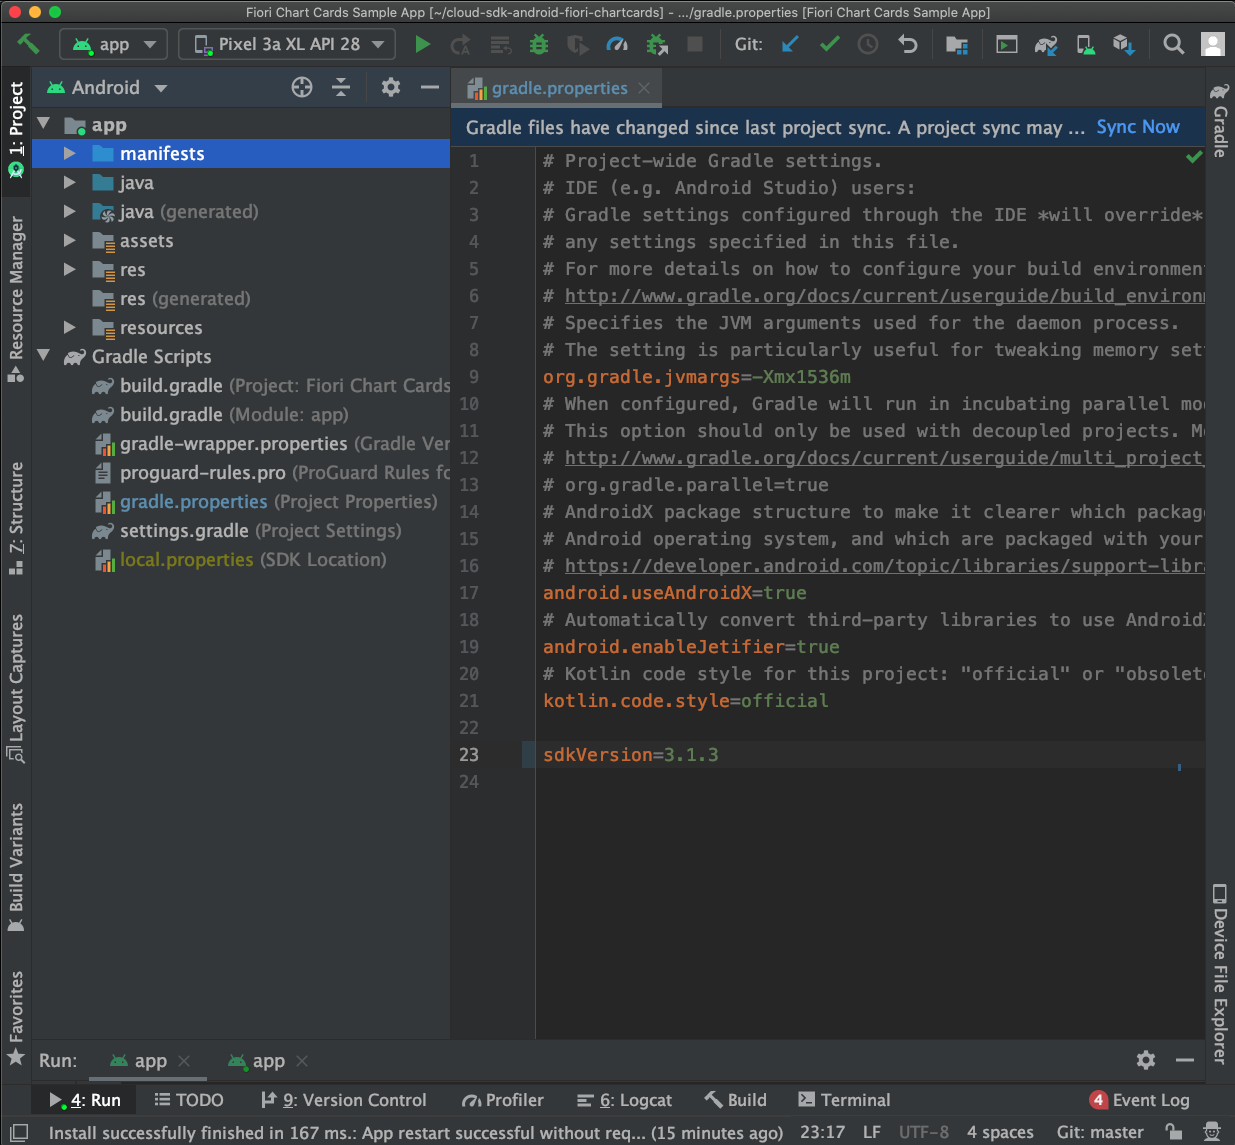 Fiori Chart Cards Sample App [~/cloud-sdk-android-fiori-chartcards] - .../gradle.properties [Fiori Chart Cards Sample App]
app
Pixel 3a XL API 28
Git:
Android
gradle.properties
1: Project
Resource Manager
Z: Structure
Layout Captures
Build Variants
Favorites
app
manifests
java
java (generated)
assets
res
res (generated)
resources
Gradle Scripts
build.gradle (Project: Fiori Chart Cards
build.gradle (Module: app)
gradle-wrapper.properties (Gradle Ver
proguard-rules.pro (ProGuard Rules fo
gradle.properties (Project Properties)
settings.gradle (Project Settings)
local.properties (SDK Location)
Gradle files have changed since last project sync. A project sync may ... Sync Now
1 # Project-wide Gradle settings.
2 # IDE (e.g. Android Studio) users:
3 # Gradle settings configured through the IDE *will override*
4 # any settings specified in this file.
5 # For more details on how to configure your build environmen
6 # http://www.gradle.org/docs/current/userguide/build_environ
7 # Specifies the JVM arguments used for the daemon process.
8 # The setting is particularly useful for tweaking memory set
9 org.gradle.jvmargs=-Xmx1536m
10 # When configured, Gradle will run in incubating parallel mo
11 # This option should only be used with decoupled projects. M
12 # http://www.gradle.org/docs/current/userguide/multi_project_
13 # org.gradle.parallel=true
14 # AndroidX package structure to make it clearer which packag
15 # Android operating system, and which are packaged with your
16 # https://developer.android.com/topic/libraries/support-libra
17 android.useAndroidX=true
18 # Automatically convert third-party libraries to use Android
19 android.enableJetifier=true
20 # Kotlin code style for this project: "official" or "obsolet
21 kotlin.code.style=official
22
23 sdkVersion=3.1.3
24
Gradle
Device File Explorer
Run: app app
4: Run TODO 9: Version Control Profiler 6: Logcat Build Terminal 4 Event Log
Install successfully finished in 167 ms.: App restart successful without req... (15 minutes ago) 23:17 LF UTF-8 4 spaces Git: master